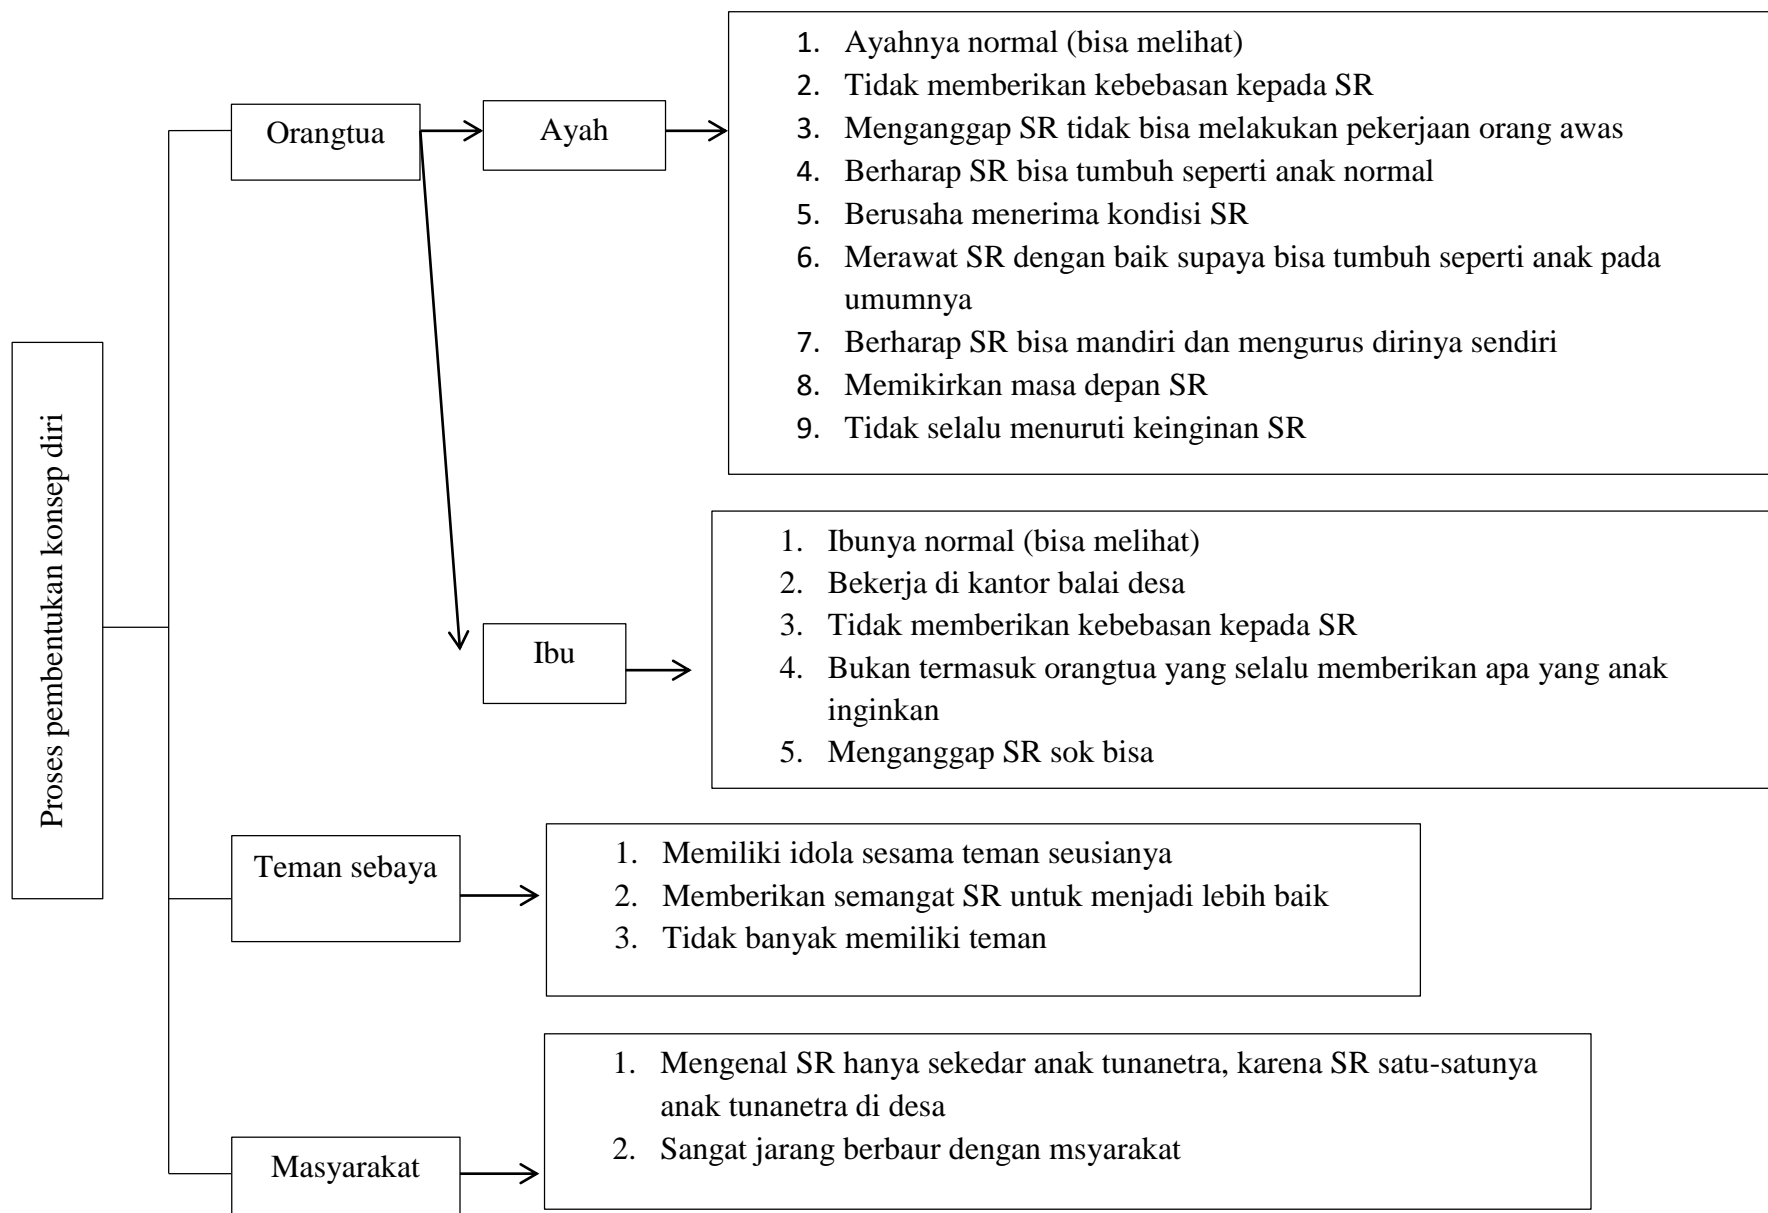 Proses pembentukan konsep diri
Orangtua
Ayah
1. Ayahnya normal (bisa melihat)
2. Tidak memberikan kebebasan kepada SR
3. Menganggap SR tidak bisa melakukan pekerjaan orang awas
4. Berharap SR bisa tumbuh seperti anak normal
5. Berusaha menerima kondisi SR
6. Merawat SR dengan baik supaya bisa tumbuh seperti anak pada
umumnya
7. Berharap SR bisa mandiri dan mengurus dirinya sendiri
8. Memikirkan masa depan SR
9. Tidak selalu menuruti keinginan SR
Ibu
1. Ibunya normal (bisa melihat)
2. Bekerja di kantor balai desa
3. Tidak memberikan kebebasan kepada SR
4. Bukan termasuk orangtua yang selalu memberikan apa yang anak
inginkan
5. Menganggap SR sok bisa
Teman sebaya
1. Memiliki idola sesama teman seusianya
2. Memberikan semangat SR untuk menjadi lebih baik
3. Tidak banyak memiliki teman
Masyarakat
1. Mengenal SR hanya sekedar anak tunanetra, karena SR satu-satunya
anak tunanetra di desa
2. Sangat jarang berbaur dengan msyarakat